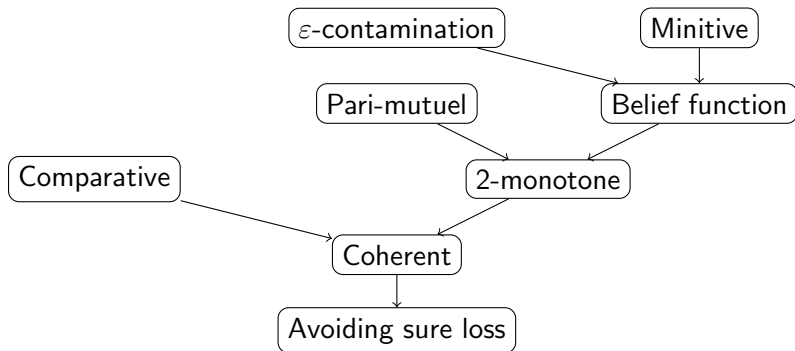 ε-contamination
Minitive
Pari-mutuel
Belief function
Comparative
2-monotone
Coherent
Avoiding sure loss